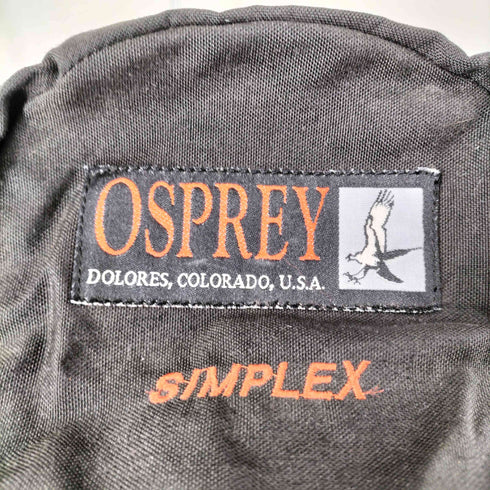 OSPREY
DOLORES, COLORADO, U.S.A.
SIMPLEX